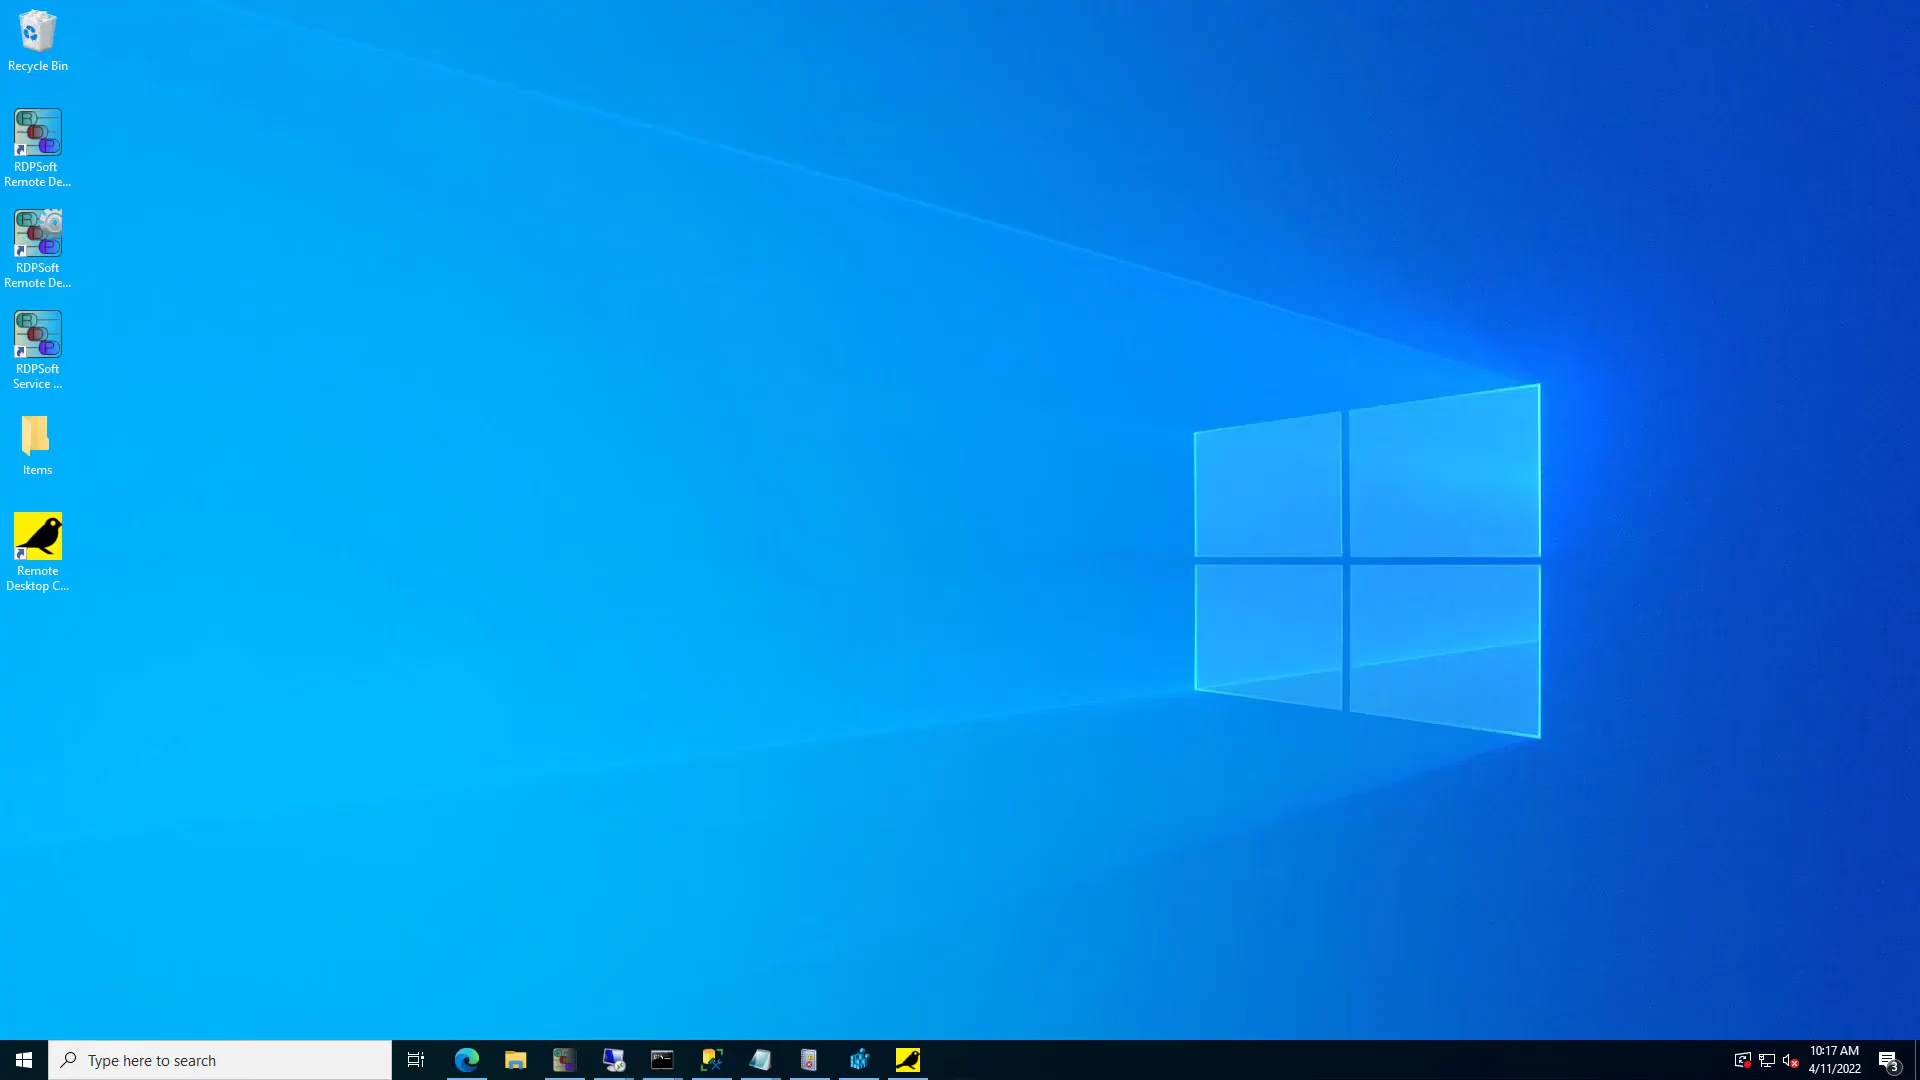 Recycle Bin
RDPSoft
Remote De...
RDPSoft
Remote De...
RDPSoft
Service ...
Items
Remote
Desktop C...
Type here to search
10:17 AM
4/11/2022
3